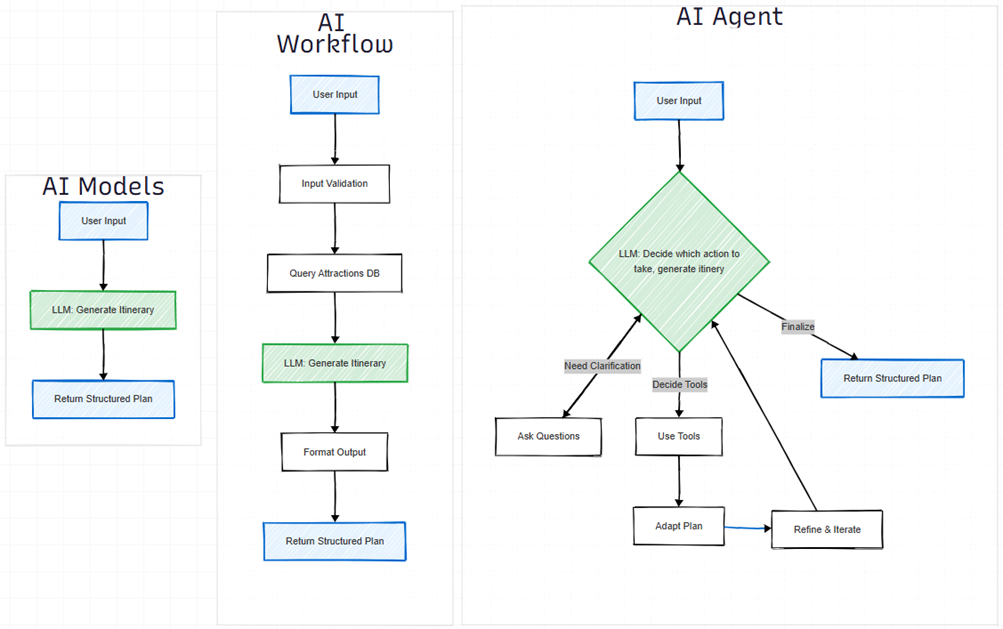 AI Models
User Input
LLM: Generate Itinerary
Return Structured Plan
AI
Workflow
User Input
Input Validation
Query Attractions DB
LLM: Generate Itinerary
Format Output
Return Structured Plan
AI Agent
User Input
LLM: Decide which action to
take, generate itinery
Finalize
Need Clarification
Decide Tools
Return Structured Plan
Ask Questions
Use Tools
Adapt Plan
Refine & Iterate